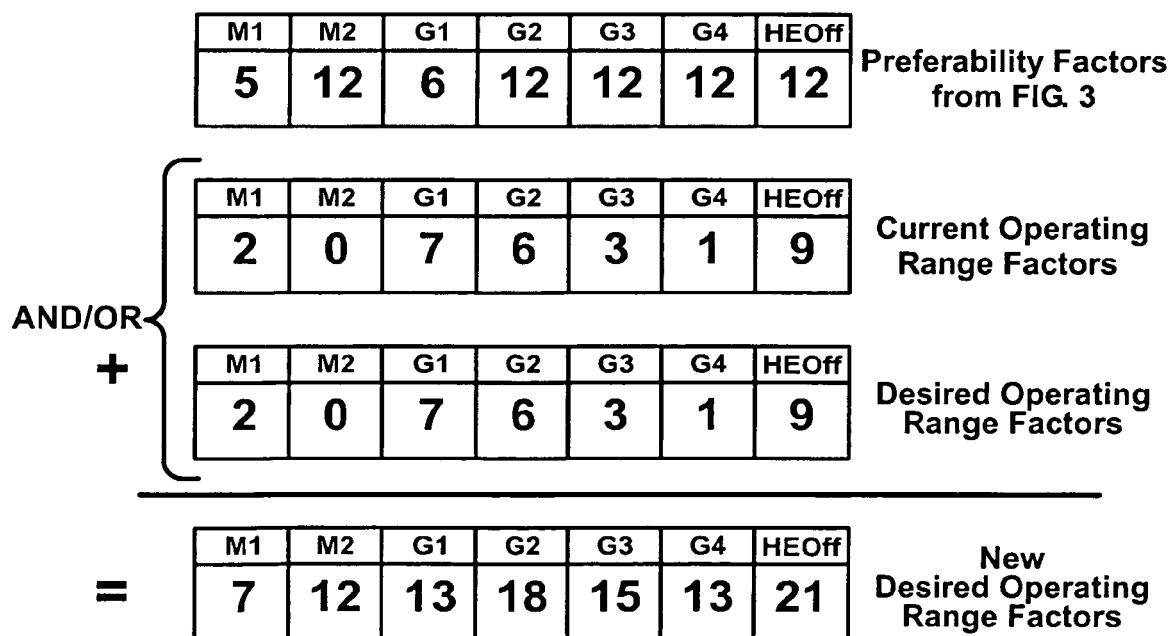 M1 M2 G1 G2 G3 G4 HEOff
5 12 6 12 12 12 12
Preferability Factors
from FIG. 3
M1 M2 G1 G2 G3 G4 HEOff
2 0 7 6 3 1 9
Current Operating
Range Factors
AND/OR
+
M1 M2 G1 G2 G3 G4 HEOff
2 0 7 6 3 1 9
Desired Operating
Range Factors
=
M1 M2 G1 G2 G3 G4 HEOff
7 12 13 18 15 13 21
New
Desired Operating
Range Factors